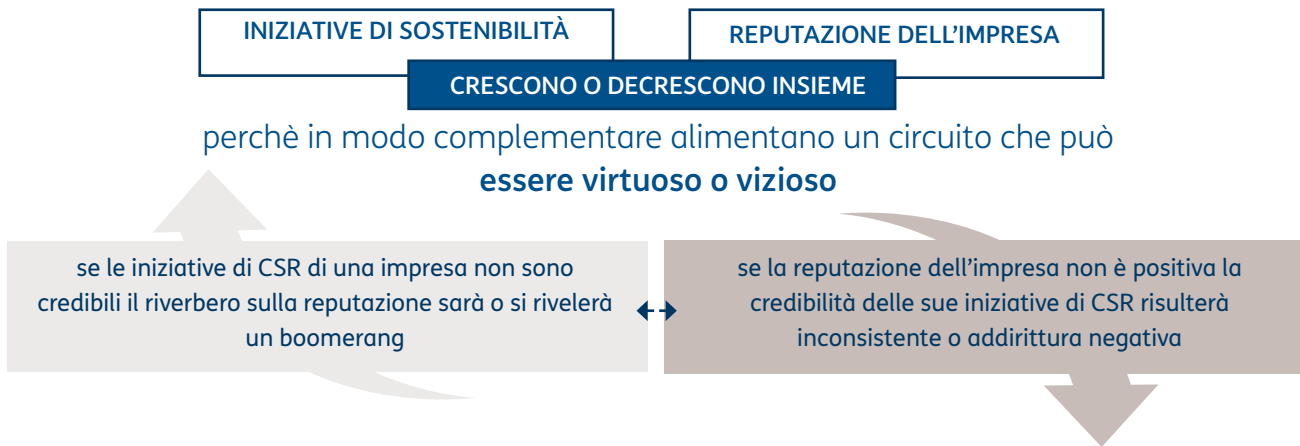 INIZIATIVE DI SOSTENIBILITÀ
REPUTAZIONE DELL'IMPRESA
CRESCONO O DECRESCONO INSIEME
perchè in modo complementare alimentano un circuito che può
essere virtuoso o vizioso
se le iniziative di CSR di una impresa non sono
credibili il riverbero sulla reputazione sarà o si rivelerà
un boomerang
se la reputazione dell'impresa non è positiva la
credibilità delle sue iniziative di CSR risulterà
inconsistente o addirittura negativa